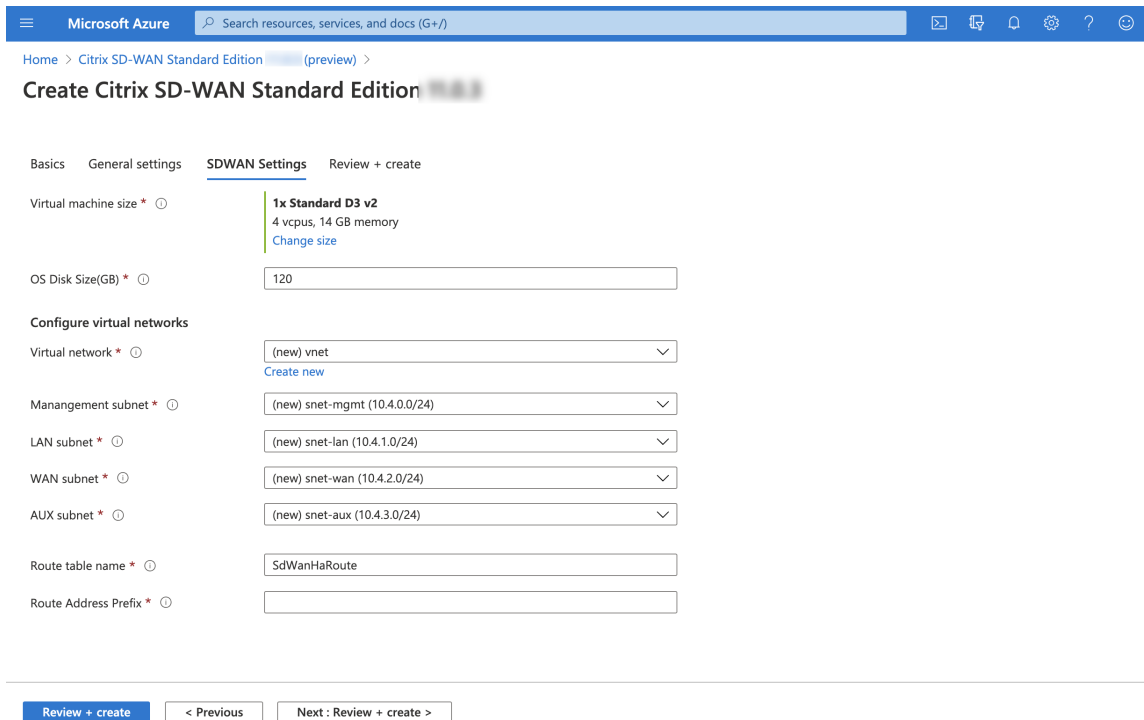 Microsoft Azure
Search resources, services, and docs (G+/)
Home > Citrix SD-WAN Standard Edition (preview) >
Create Citrix SD-WAN Standard Edition
Basics General settings SDWAN Settings Review + create
Virtual machine size *
1x Standard D3 v2
4 vcpus, 14 GB memory
Change size
OS Disk Size(GB) * 120
Configure virtual networks
Virtual network * (new) vnet
Create new
Manangement subnet * (new) snet-mgmt (10.4.0.0/24)
LAN subnet * (new) snet-lan (10.4.1.0/24)
WAN subnet * (new) snet-wan (10.4.2.0/24)
AUX subnet * (new) snet-aux (10.4.3.0/24)
Route table name * SdWanHaRoute
Route Address Prefix *
Review + create < Previous Next : Review + create >